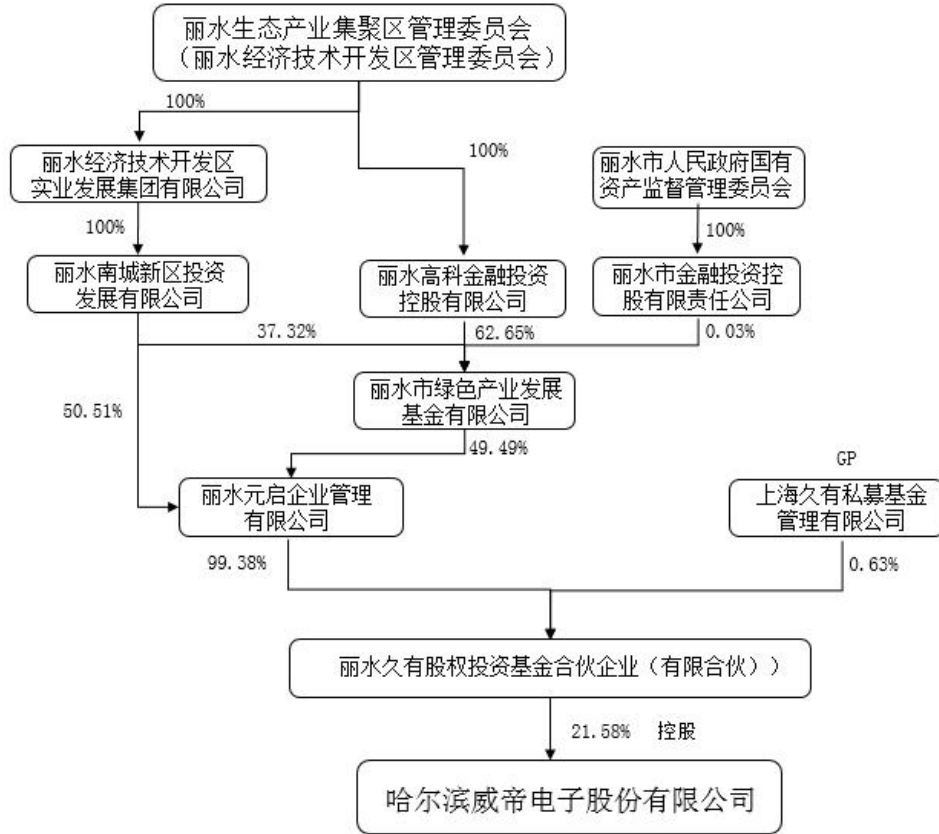 丽水生态产业集聚区管理委员会
（丽水经济技术开发区管理委员会）
100%
100%
丽水经济技术开发区
实业发展集团有限公司
丽水市人民政府国有
资产监督管理委员会
100%
100%
丽水南城新区投资
发展有限公司
丽水高科金融投资
控股有限公司
丽水市金融投资控
股有限责任公司
37.32%
62.65%
0.03%
丽水市绿色产业发展
基金有限公司
50.51%
49.49%
GP
丽水元启企业管理
有限公司
上海久有私募基金
管理有限公司
99.38%
0.63%
丽水久有股权投资基金合伙企业（有限合伙））
21.58% 控股
哈尔滨威帝电子股份有限公司